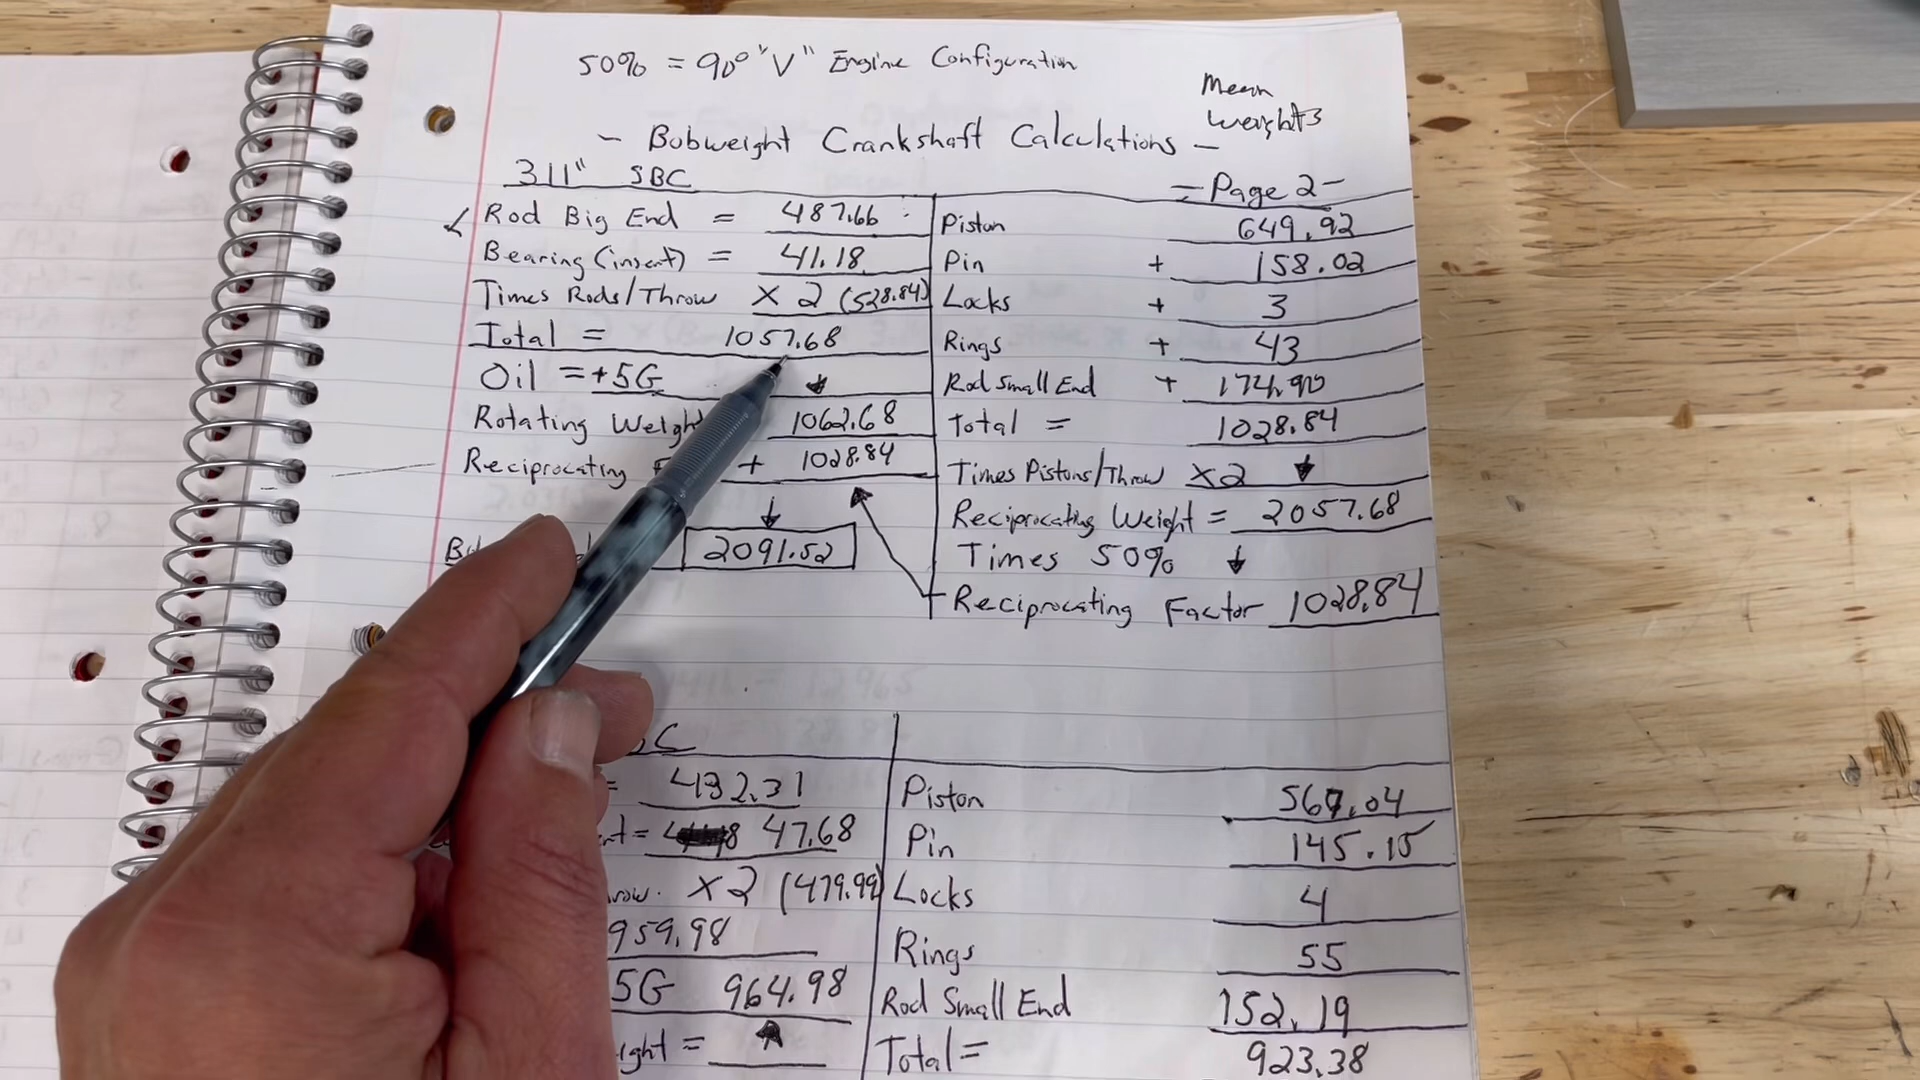 50% = 90° "V" Engine Configuration
Mean
Weights
- Bobweight Crankshaft Calculations -
311" SBC
= Page 2 -
Rod Big End = 487.66
Bearing (insert) = 41.18
Times Rods/Throw X 2 (528.84)
Total = 1057.68
Oil = +5G
Rotating Weight 1062.68
Reciprocating + 1028.84
2091.52
Piston 649.92
Pin + 158.02
Locks + 3
Rings + 43
Rod Small End + 174.90
Total = 1028.84
Times Pistons/Throw X2
Reciprocating Weight = 2057.68
Times 50%
Reciprocating Factor 1028.84
= 432.31
= 47.68
X 2 (479.99)
959.98
5G 964.98
=
Piston 567.04
Pin 145.15
Locks 4
Rings 55
Rod Small End 152.19
Total = 923.38